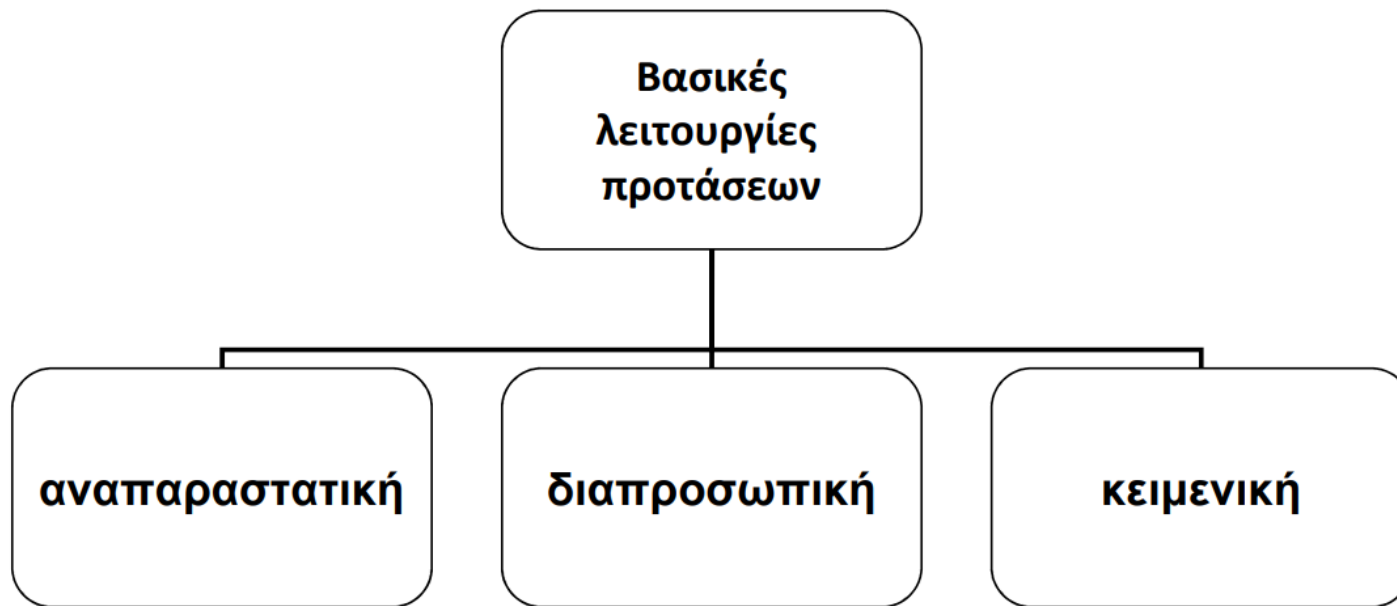 Βασικές
λειτουργίες
προτάσεων
αναπαραστατική
διαπροσωπική
κειμενική